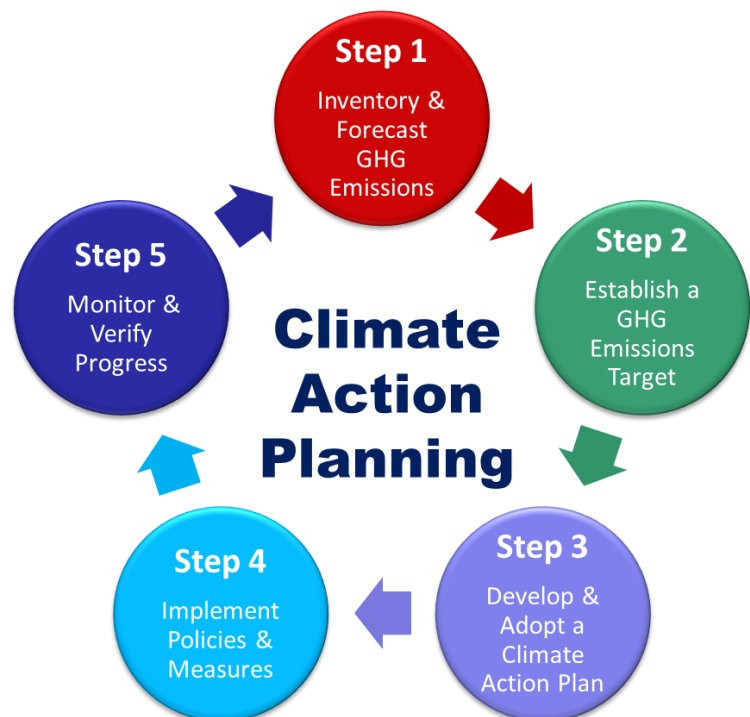 Step 1
Inventory &
Forecast
GHG
Emissions
Step 2
Establish a
GHG
Emissions
Target
Step 3
Develop &
Adopt a
Climate
Action Plan
Step 4
Implement
Policies &
Measures
Step 5
Monitor &
Verify
Progress
Climate
Action
Planning